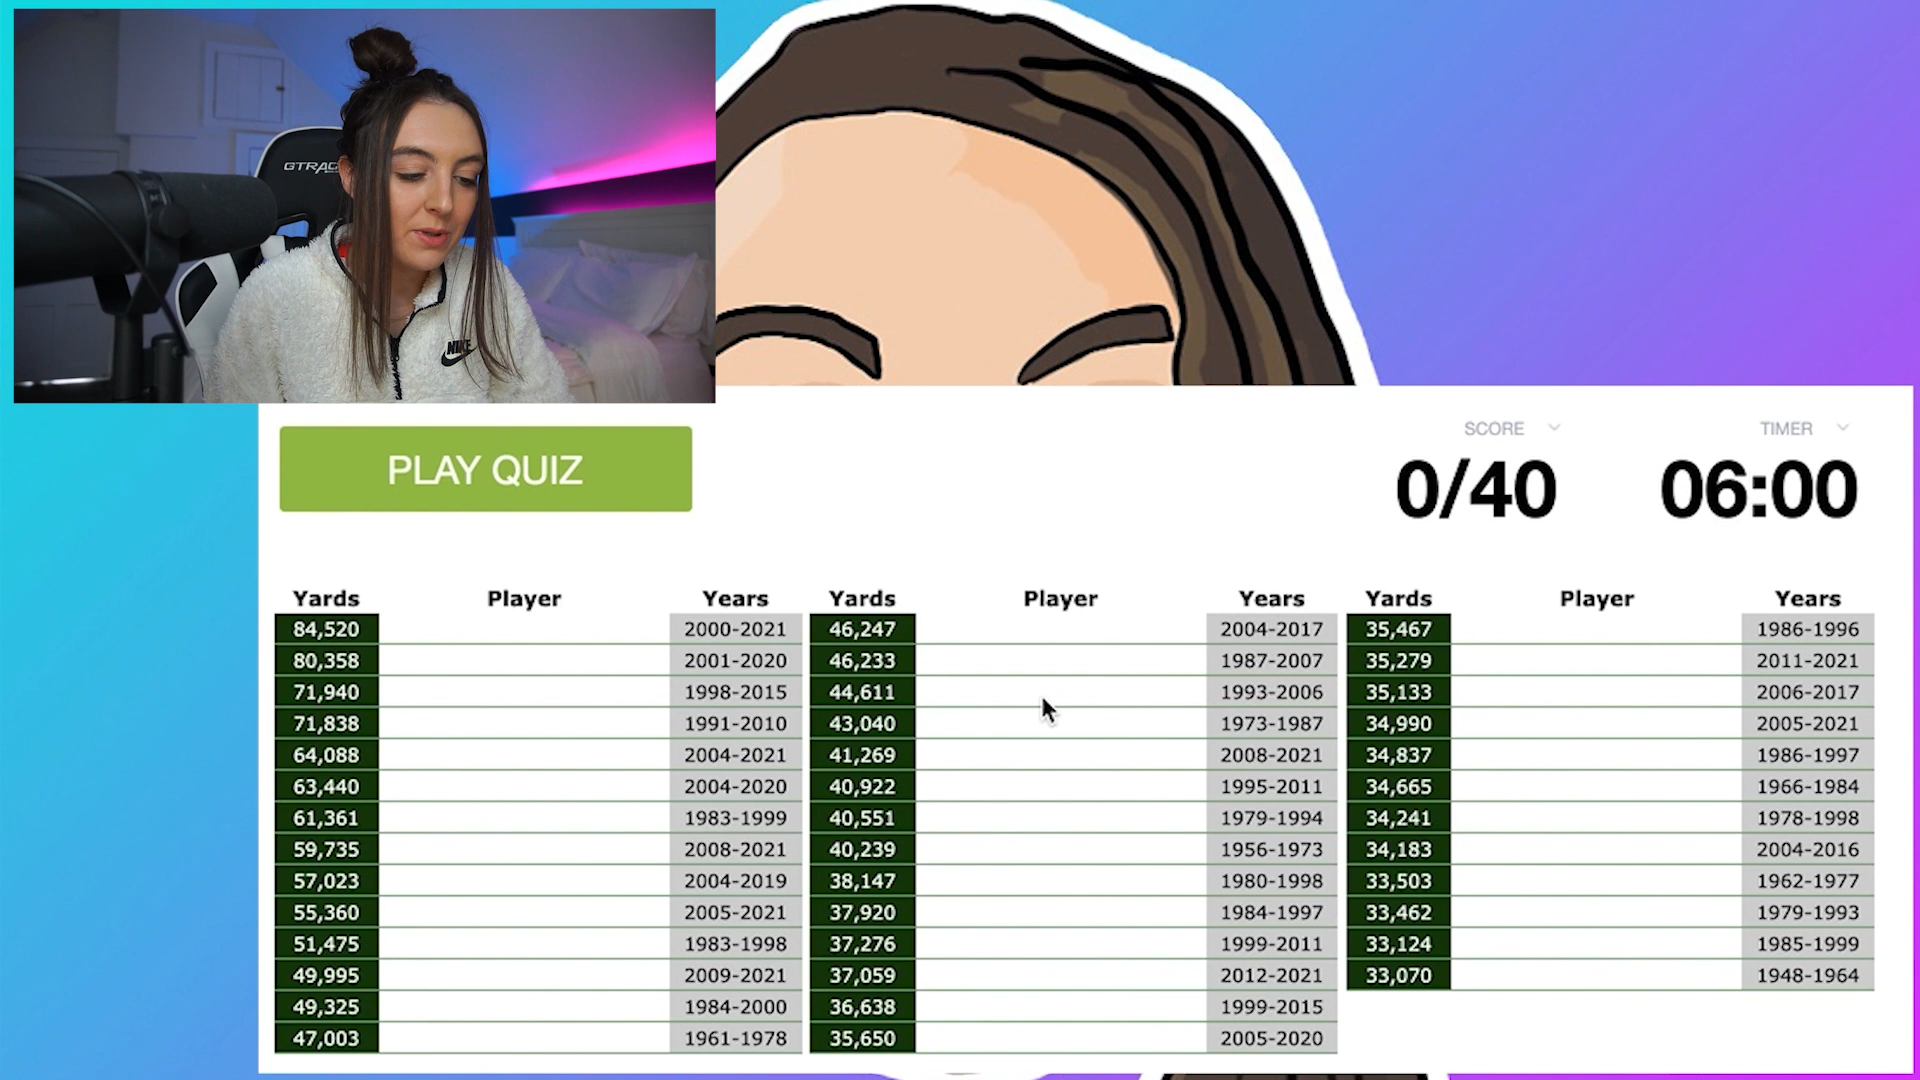 GTRAC
NIKE
PLAY QUIZ
SCORE
TIMER
0/40
06:00
Yards Player Years Yards Player Years Yards Player Years
84,520 2000-2021 46,247 2004-2017 35,467 1986-1996
80,358 2001-2020 46,233 1987-2007 35,279 2011-2021
71,940 1998-2015 44,611 1993-2006 35,133 2006-2017
71,838 1991-2010 43,040 1973-1987 34,990 2005-2021
64,088 2004-2021 41,269 2008-2021 34,837 1986-1997
63,440 2004-2020 40,922 1995-2011 34,665 1966-1984
61,361 1983-1999 40,551 1979-1994 34,241 1978-1998
59,735 2008-2021 40,239 1956-1973 34,183 2004-2016
57,023 2004-2019 38,147 1980-1998 33,503 1962-1977
55,360 2005-2021 37,920 1984-1997 33,462 1979-1993
51,475 1983-1998 37,276 1999-2011 33,124 1985-1999
49,995 2009-2021 37,059 2012-2021 33,070 1948-1964
49,325 1984-2000 36,638 1999-2015
47,003 1961-1978 35,650 2005-2020